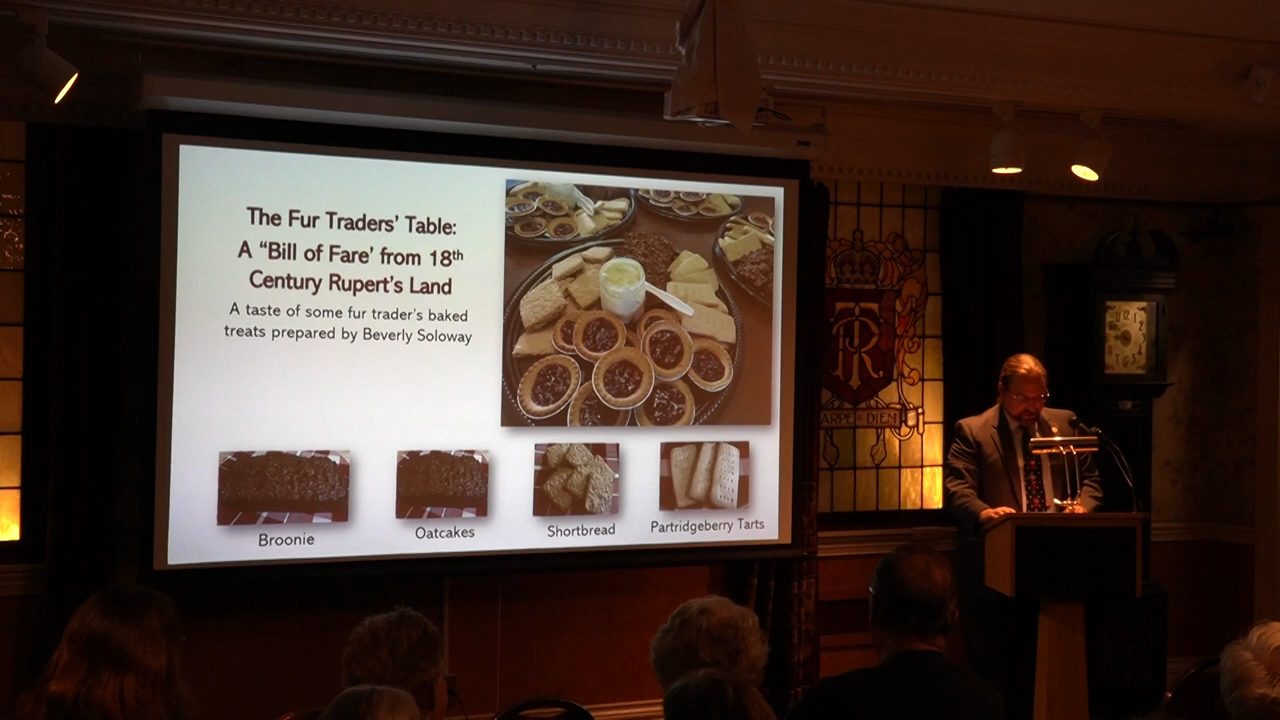 The Fur Traders' Table:
A "Bill of Fare' from 18th
Century Rupert's Land
A taste of some fur trader's baked
treats prepared by Beverly Soloway
Broonie
Oatcakes
Shortbread
Partridgeberry Tarts
ARPE DIEM